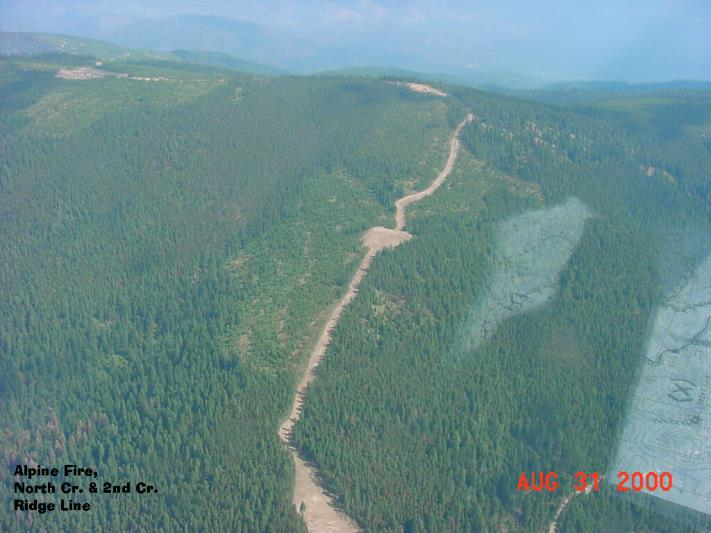 Alpine Fire,
North Cr. & 2nd Cr.
Ridge Line
AUG 31 2000